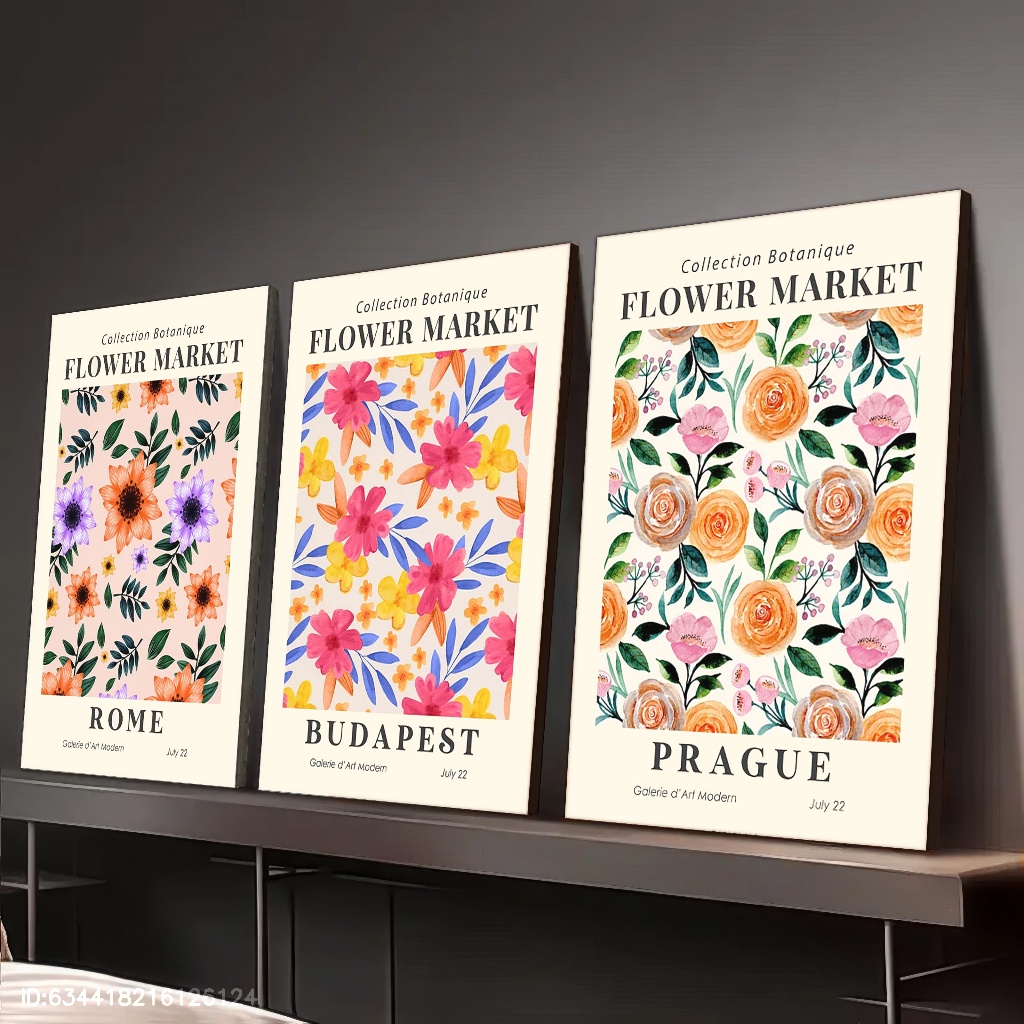 Collection Botanique
FLOWER MARKET
ROME
Galerie d'Art Modern July 22
Collection Botanique
FLOWER MARKET
BUDAPEST
Galerie d'Art Modern July 22
Collection Botanique
FLOWER MARKET
PRAGUE
Galerie d'Art Modern July 22
ID:634418216126124